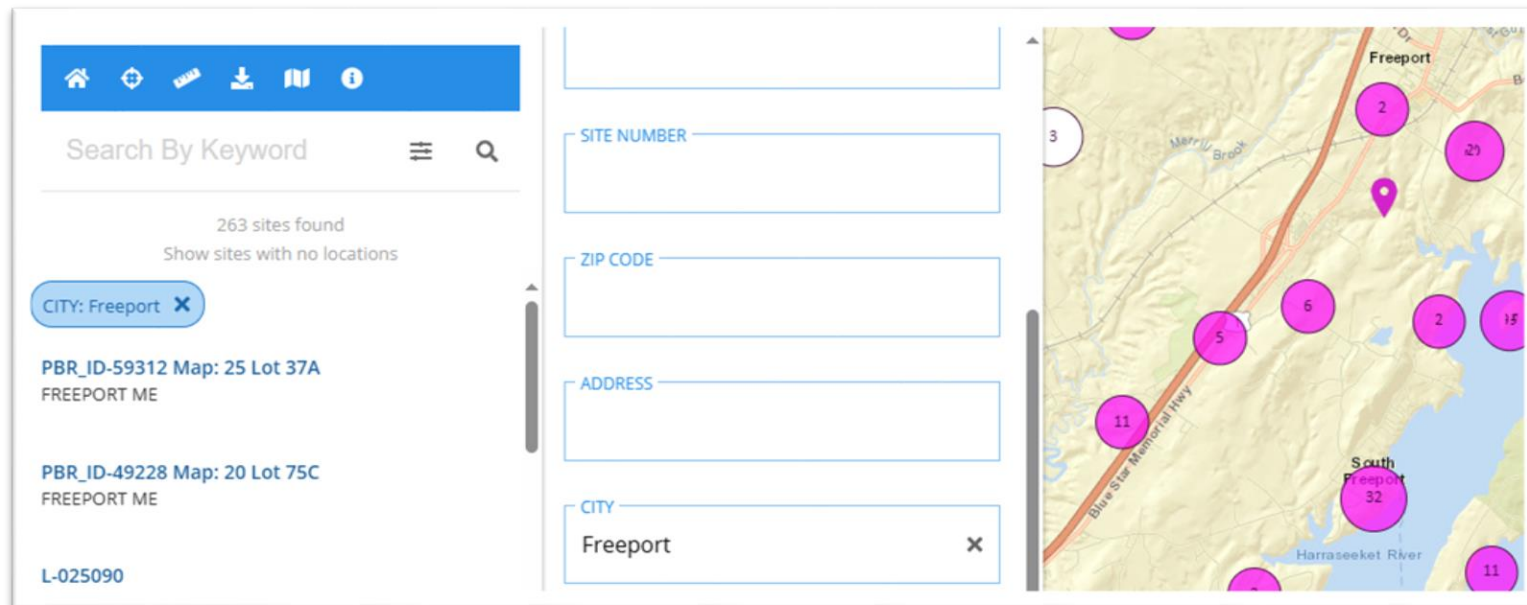 Search By Keyword
263 sites found
Show sites with no locations
CITY: Freeport
PBR_ID-59312 Map: 25 Lot 37A
FREEPORT ME
PBR_ID-49228 Map: 20 Lot 75C
FREEPORT ME
L-025090
SITE NUMBER
ZIP CODE
ADDRESS
CITY
Freeport
Freeport
2
3
Merrill Brook
6
2
5
11
Blue Star Memorial Hwy
South
Freeport
32
Harraseeket River
11